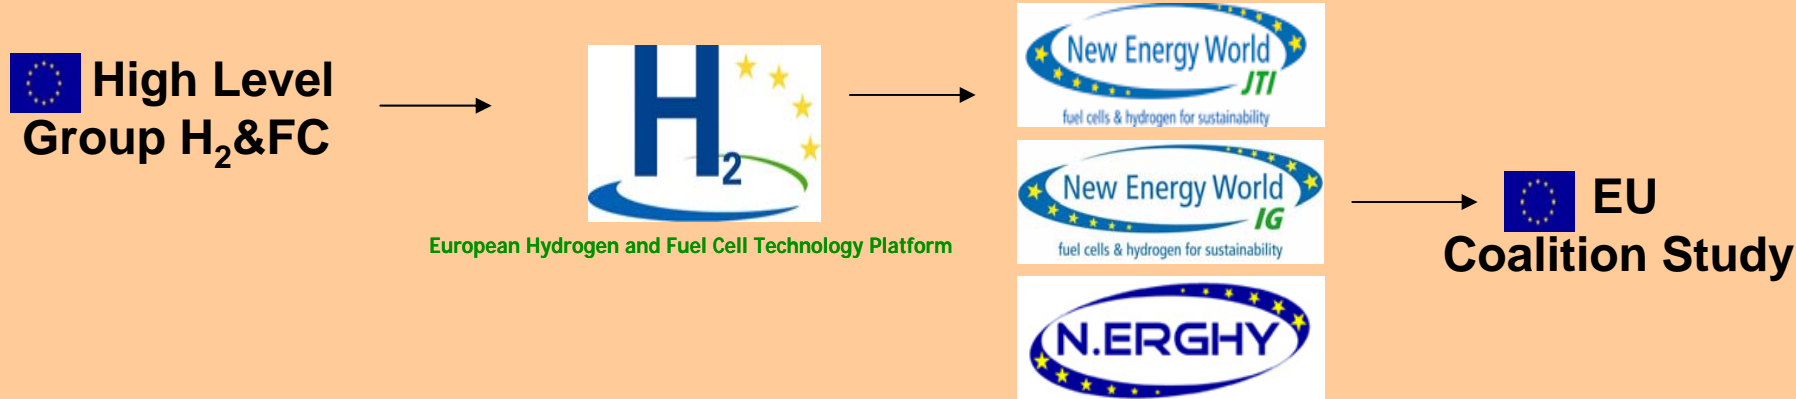 High Level
Group H₂&FC
H₂
European Hydrogen and Fuel Cell Technology Platform
New Energy World
JTI
fuel cells & hydrogen for sustainability
New Energy World
IG
fuel cells & hydrogen for sustainability
N.ERGHY
EU
Coalition Study